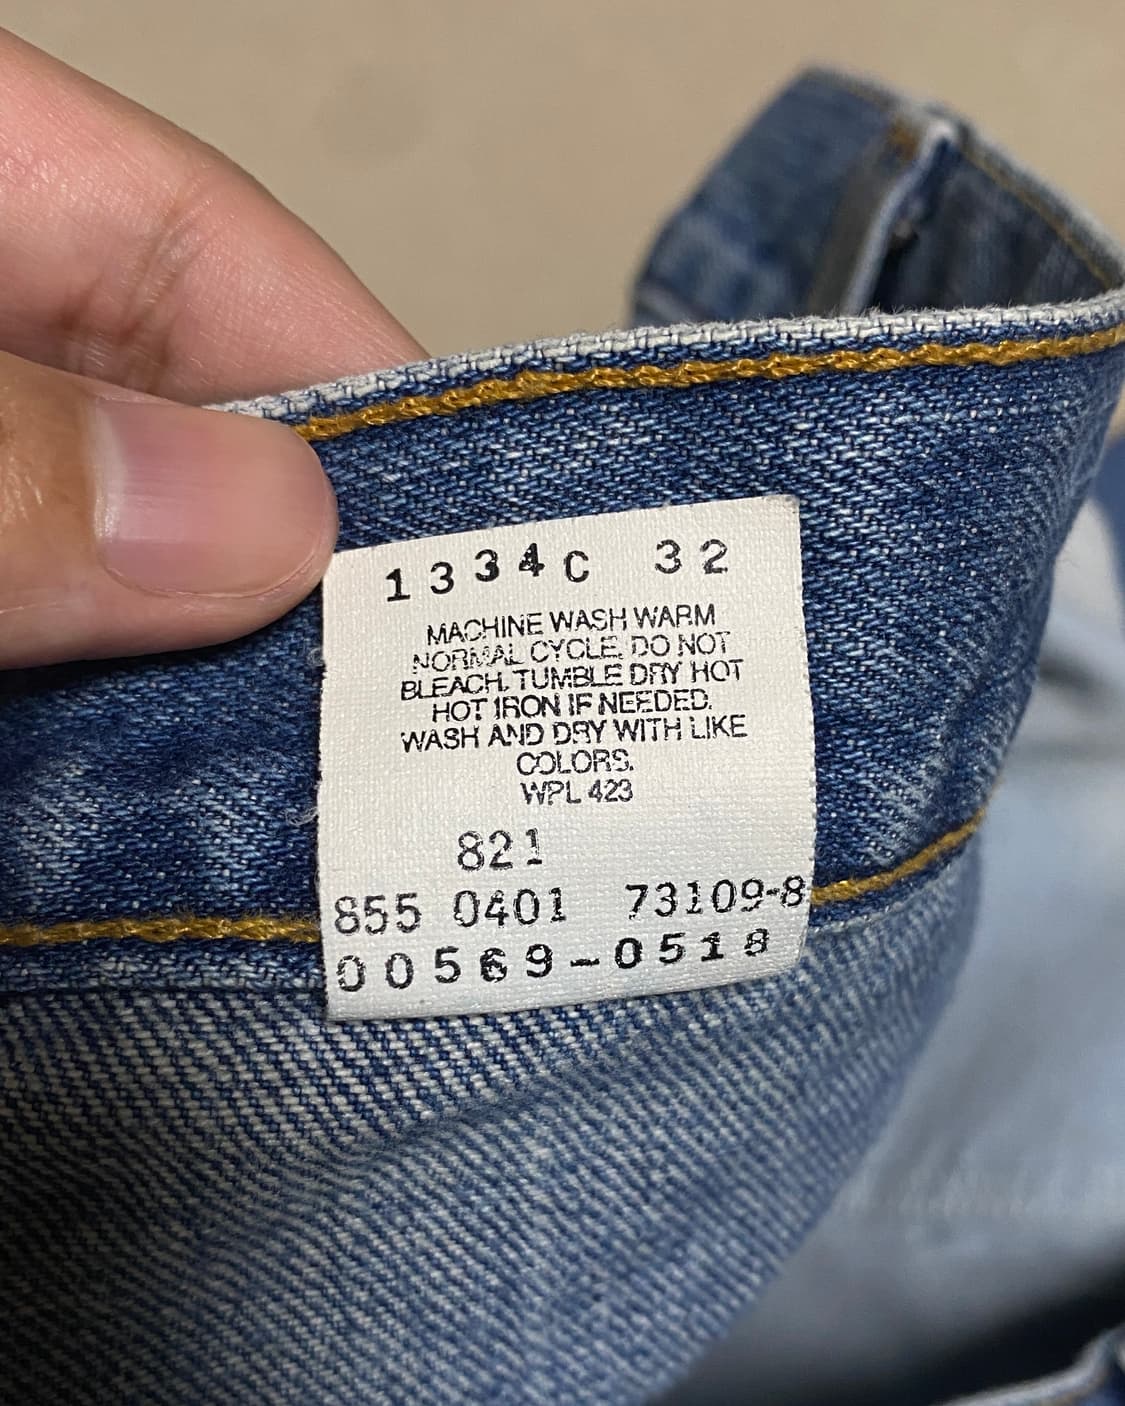 1334C 32
MACHINE WASH WARM
NORMAL CYCLE. DO NOT
BLEACH. TUMBLE DRY HOT
HOT IRON IF NEEDED.
WASH AND DRY WITH LIKE
COLORS.
WPL 423
821
855 0401 73109-8
00569-0518